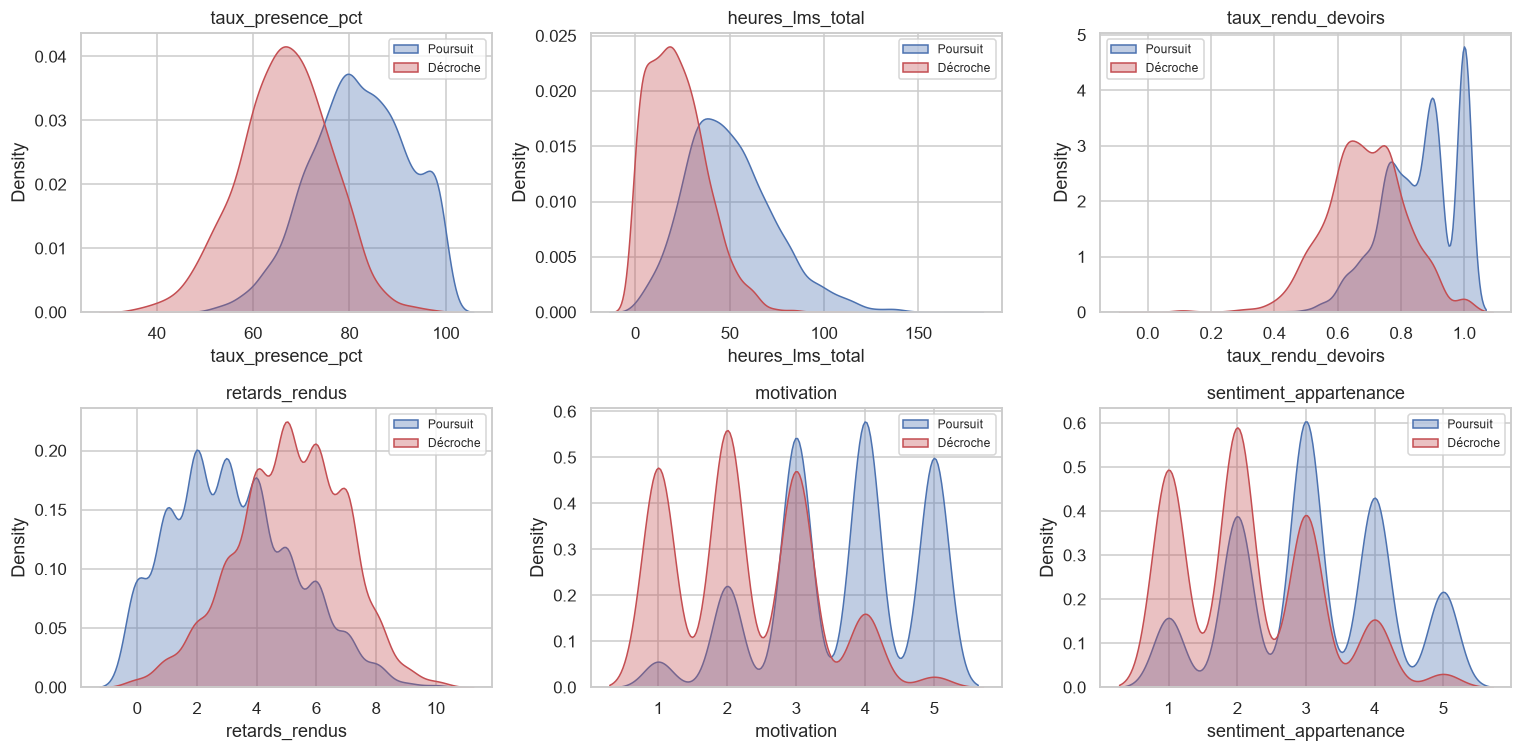 taux_presence_pct
Poursuit
Décroche
0.04
0.03
0.02
0.01
0.00
Density
40 60 80 100
taux_presence_pct
heures_lms_total
Poursuit
Décroche
0.025
0.020
0.015
0.010
0.005
0.000
Density
0 50 100 150
heures_lms_total
taux_rendu_devoirs
Poursuit
Décroche
5
4
3
2
1
0
Density
0.0 0.2 0.4 0.6 0.8 1.0
taux_rendu_devoirs
retards_rendus
Poursuit
Décroche
0.20
0.15
0.10
0.05
0.00
Density
0 2 4 6 8 10
retards_rendus
motivation
Poursuit
Décroche
0.6
0.5
0.4
0.3
0.2
0.1
0.0
Density
1 2 3 4 5
motivation
sentiment_appartenance
Poursuit
Décroche
0.6
0.5
0.4
0.3
0.2
0.1
0.0
Density
1 2 3 4 5
sentiment_appartenance